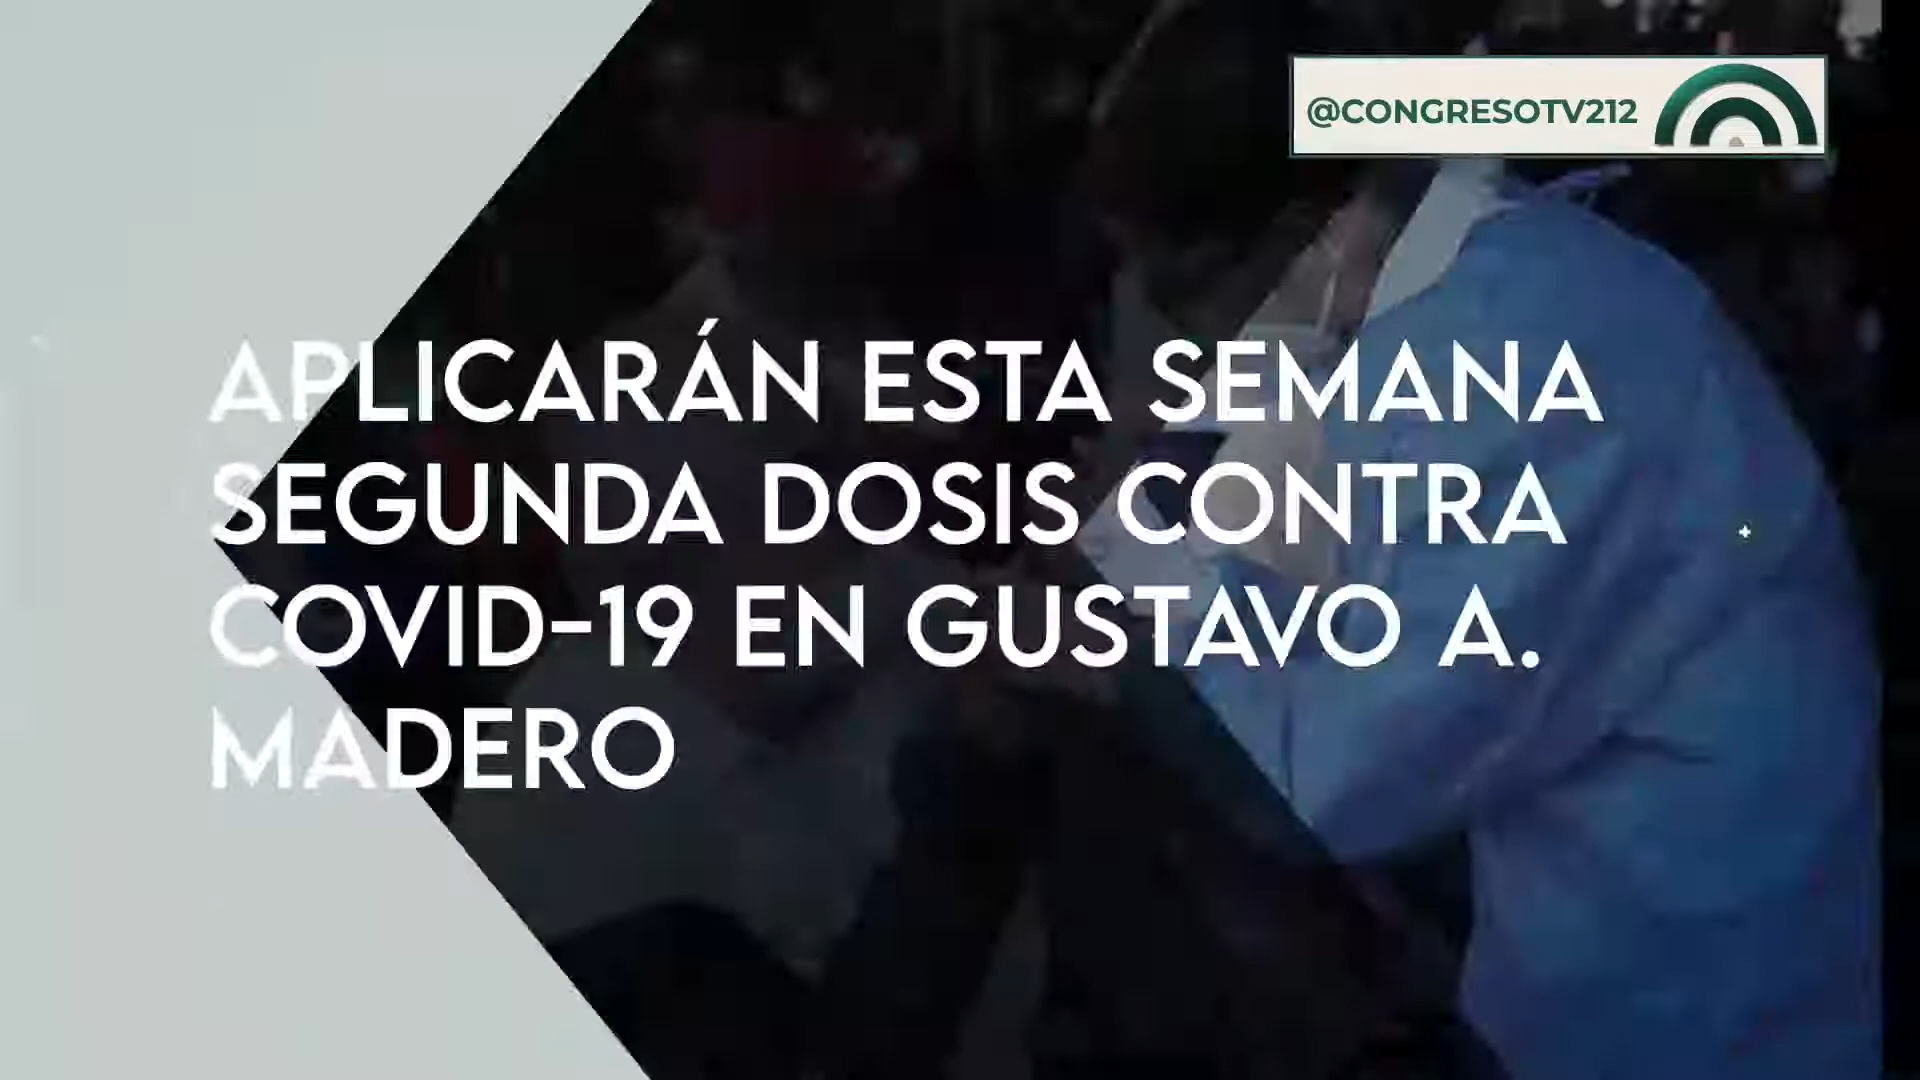 @CONGRESOTV212
APLICARÁN ESTA SEMANA
SEGUNDA DOSIS CONTRA
COVID-19 EN GUSTAVO A.
MADERO